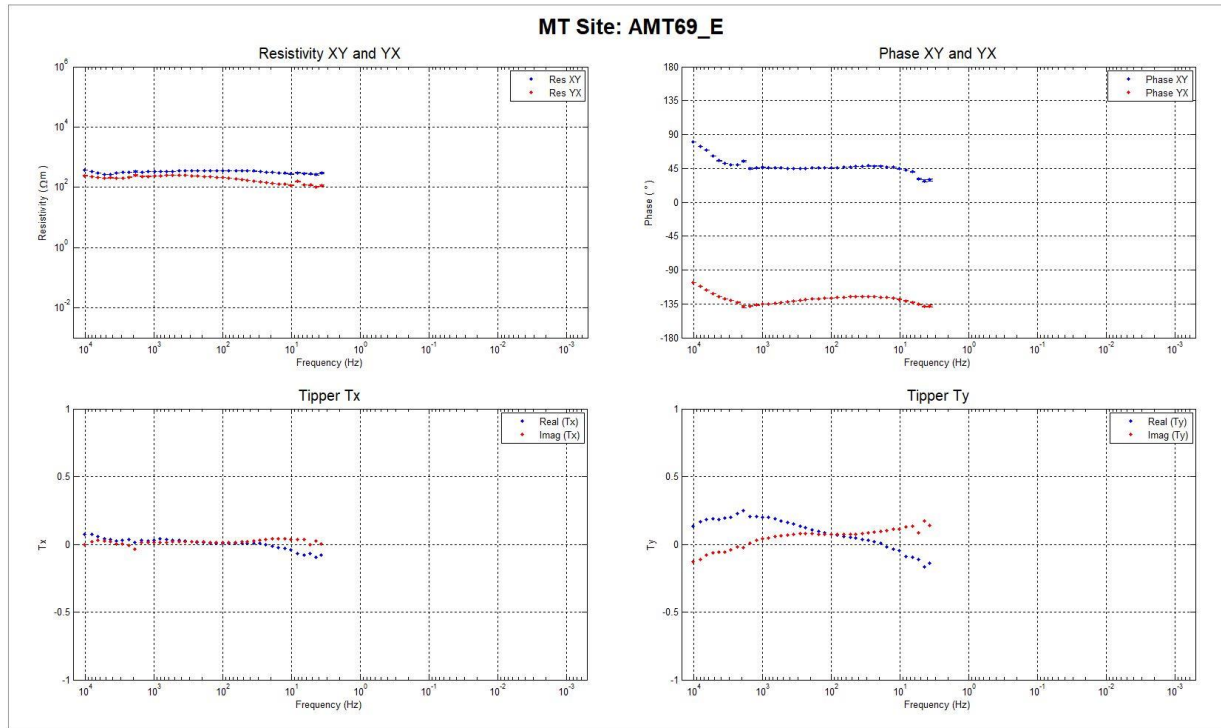 MT Site: AMT69_E
Resistivity XY and YX
Res XY
Res YX
Resistivity (Ωm)
10^6
10^4
10^2
10^0
10^-2
10^4 10^3 10^2 10^1 10^0 10^-1 10^-2 10^-3
Frequency (Hz)
Phase XY and YX
Phase XY
Phase YX
Phase (°)
180
135
90
45
0
-45
-90
-135
-180
10^4 10^3 10^2 10^1 10^0 10^-1 10^-2 10^-3
Frequency (Hz)
Tipper Tx
Real (Tx)
Imag (Tx)
Tx
1
0.5
0
-0.5
-1
10^4 10^3 10^2 10^1 10^0 10^-1 10^-2 10^-3
Frequency (Hz)
Tipper Ty
Real (Ty)
Imag (Ty)
Ty
1
0.5
0
-0.5
-1
10^4 10^3 10^2 10^1 10^0 10^-1 10^-2 10^-3
Frequency (Hz)